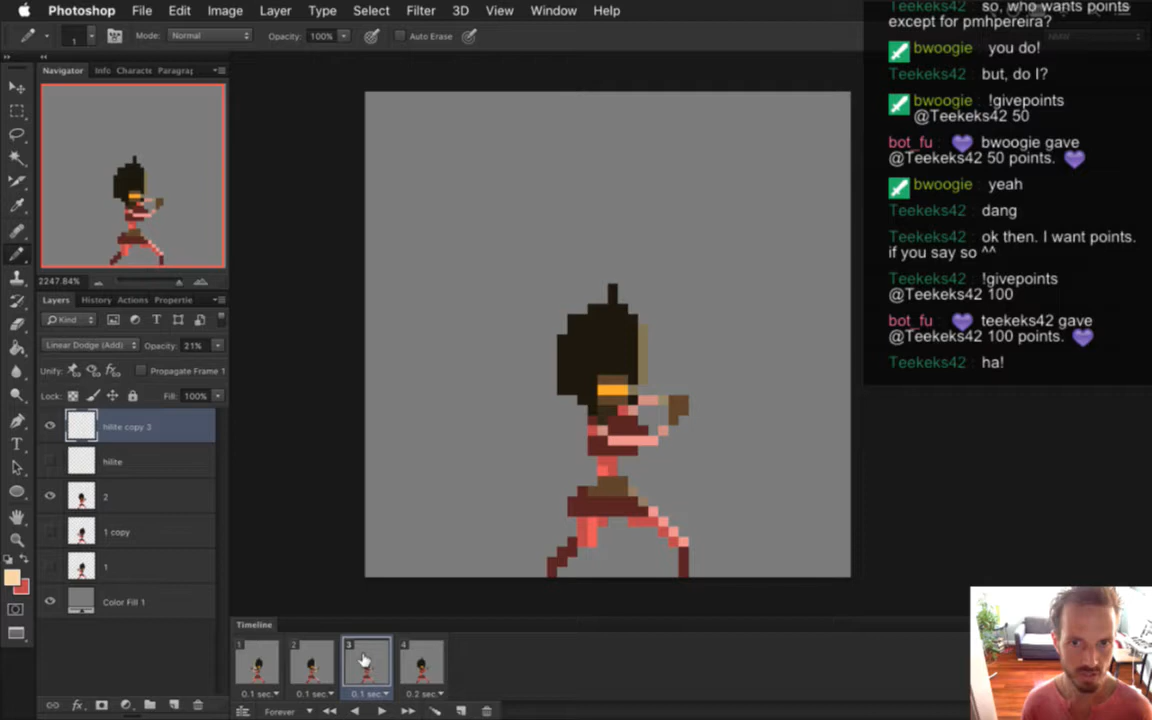 Photoshop File Edit Image Layer Type Select Filter 3D View Window Help
1 Mode: Normal Opacity: 100% Auto Erase
Navigator Info Characte Paragrap
2247.84%
Layers History Actions Propertie
Kind
Linear Dodge (Add) Opacity: 21%
Unify: Propagate Frame 1
Lock: Fill: 100%
hilite copy 3
hilite
2
1 copy
1
Color Fill 1
Timeline
1 2 3 4
0.1 sec. 0.1 sec. 0.1 sec. 0.2 sec.
Forever
Teekeks42 : so, who wants points
except for pmhpereira?
bwoogie : you do!
Teekeks42 : but, do I?
bwoogie : !givepoints
@Teekeks42 50
bot_fu : bwoogie gave
@Teekeks42 50 points.
bwoogie : yeah
Teekeks42 : dang
Teekeks42 : ok then. I want points.
if you say so ^^
Teekeks42 : !givepoints
@Teekeks42 100
bot_fu : teekeks42 gave
@Teekeks42 100 points.
Teekeks42 : ha!